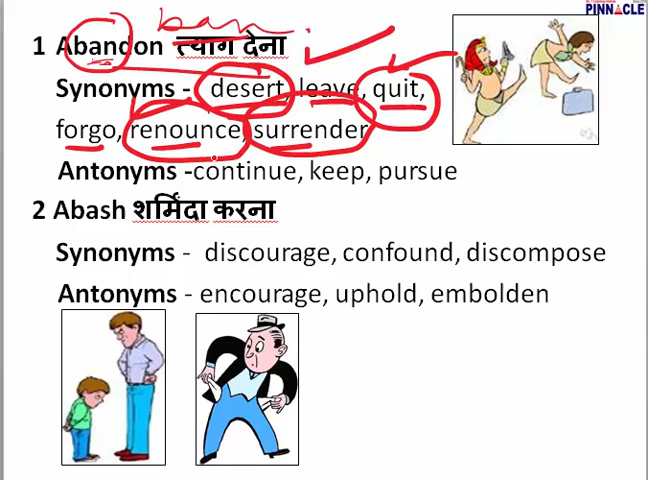 PINNACLE
ban
1 Abandon त्याग देना
Synonyms - desert, leave, quit,
forgo, renounce, surrender
Antonyms -continue, keep, pursue
2 Abash शर्मिंदा करना
Synonyms - discourage, confound, discompose
Antonyms - encourage, uphold, embolden